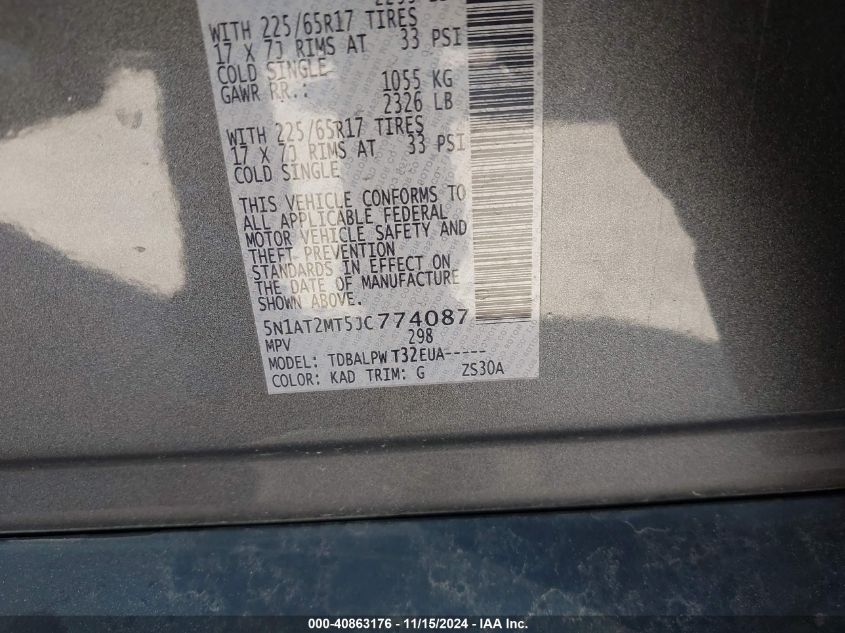 WITH 225/65R17 TIRES
17 X 7J RIMS AT 33 PSI
COLD SINGLE
GAWR RR.: 1055 KG
2326 LB
WITH 225/65R17 TIRES
17 X 7J RIMS AT 33 PSI
COLD SINGLE
THIS VEHICLE CONFORMS TO
ALL APPLICABLE FEDERAL
MOTOR VEHICLE SAFETY AND
THEFT PREVENTION
STANDARDS IN EFFECT ON
THE DATE OF MANUFACTURE
SHOWN ABOVE.
5N1AT2MT5JC774087
MPV 298
MODEL: TDBALPWT32EUA-----
COLOR: KAD TRIM: G ZS30A
000-40863176 - 11/15/2024 - IAA Inc.